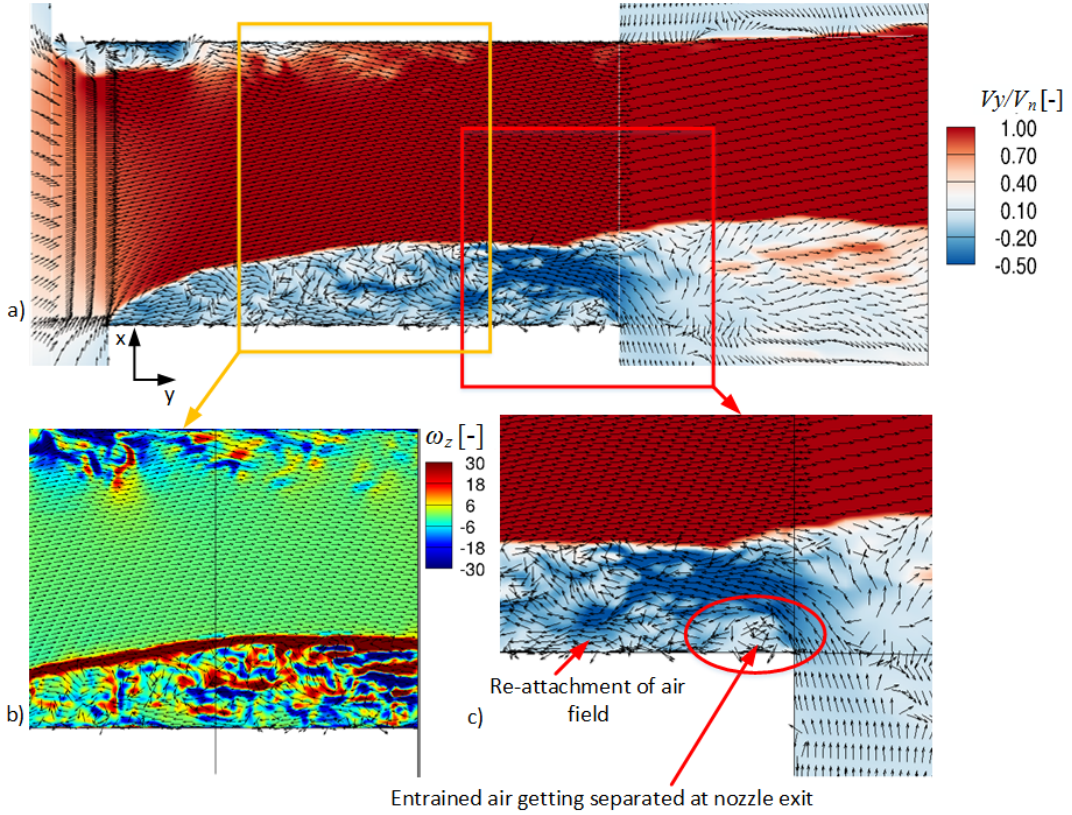 Vy/Vn [-]
1.00
0.70
0.40
0.10
-0.20
-0.50
a)
x
y
ωz [-]
30
18
6
-6
-18
-30
b)
Re-attachment of air
field
c)
Entrained air getting separated at nozzle exit